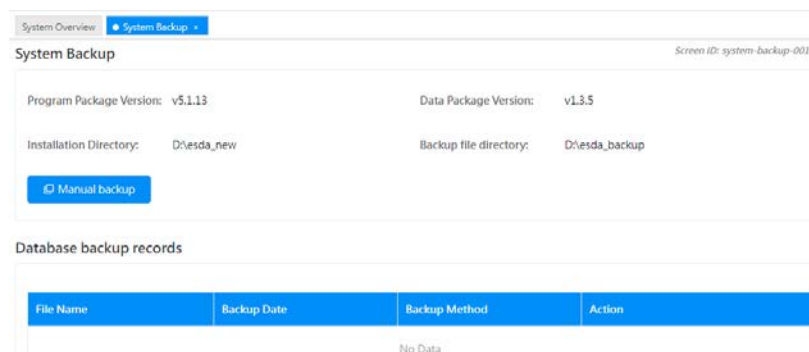 System Overview System Backup ×
System Backup Screen ID: system-backup-001
Program Package Version: v5.1.13 Data Package Version: v1.3.5
Installation Directory: D:\esda_new Backup file directory: D:\esda_backup
Manual backup
Database backup records
File Name Backup Date Backup Method Action
No Data